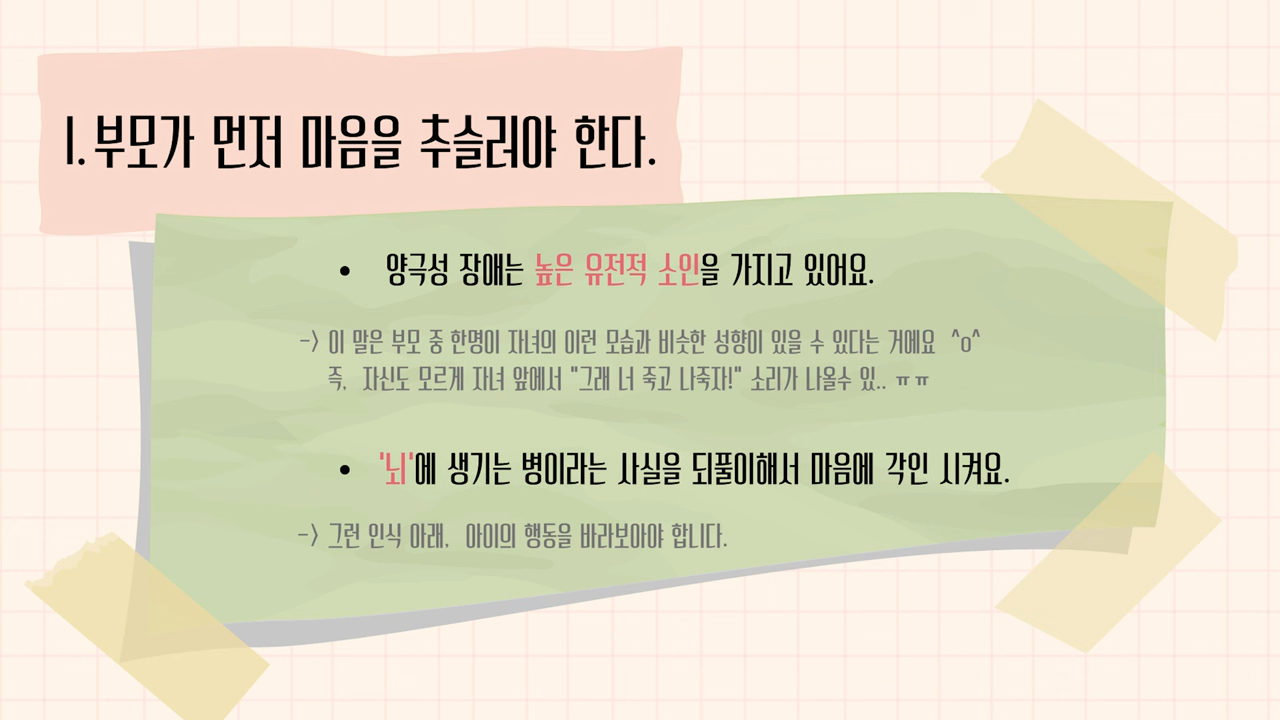 1. 부모가 먼저 마음을 추슬러야 한다.
• 양극성 장애는 높은 유전적 소인을 가지고 있어요.
-> 이 말은 부모 중 한명이 자녀의 이런 모습과 비슷한 성향이 있을 수 있다는 거에요 ^o^
즉, 자신도 모르게 자녀 앞에서 "그래 너 죽고 나죽자!" 소리가 나올수 있.. ㅠㅠ
• '뇌'에 생기는 병이라는 사실을 되풀이해서 마음에 각인 시켜요.
-> 그런 인식 아래, 아이의 행동을 바라보아야 합니다.